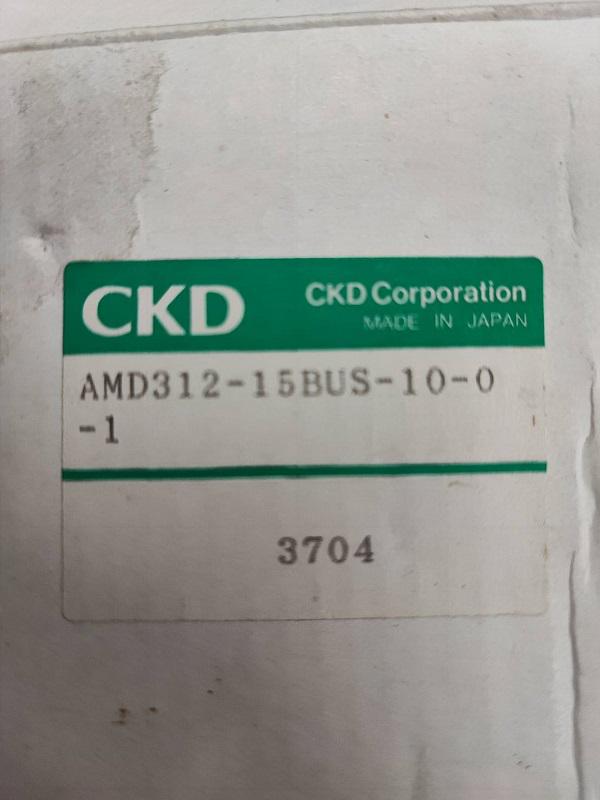 CKD
CKD Corporation
MADE IN JAPAN
AMD312-15BUS-10-0
-1
3704